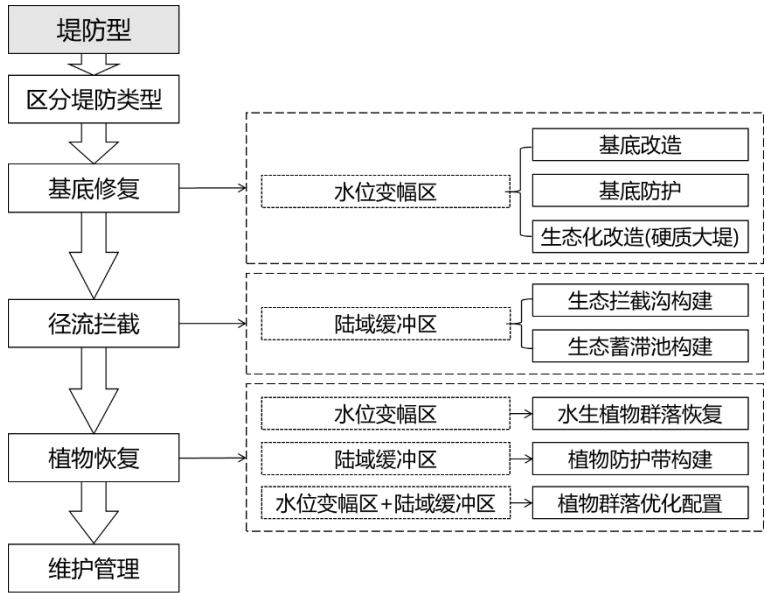 堤防型
区分堤防类型
基底修复
水位变幅区
基底改造
基底防护
生态化改造(硬质大堤)
径流拦截
陆域缓冲区
生态拦截沟构建
生态蓄滞池构建
植物恢复
水位变幅区
水生植物群落恢复
陆域缓冲区
植物防护带构建
水位变幅区+陆域缓冲区
植物群落优化配置
维护管理